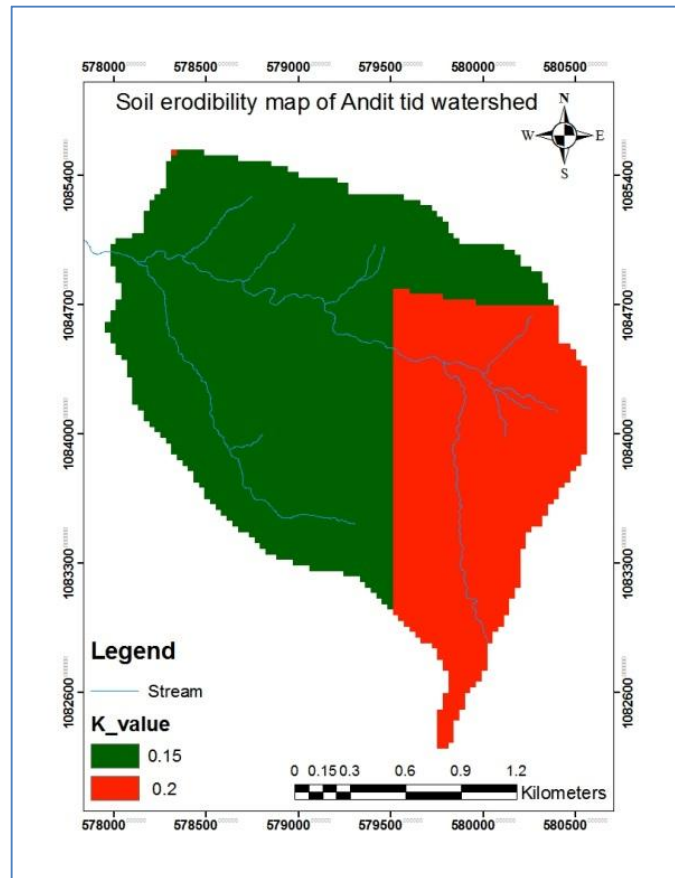 578000 578500 579000 579500 580000 580500
Soil erodibility map of Andit tid watershed
N
W E
S
1085400 1085400
1084700 1084700
1084000 1084000
1083300 1083300
1082600 1082600
Legend
Stream
K_value
0.15
0.2
0 0.15 0.3 0.6 0.9 1.2
Kilometers
578000 578500 579000 579500 580000 580500